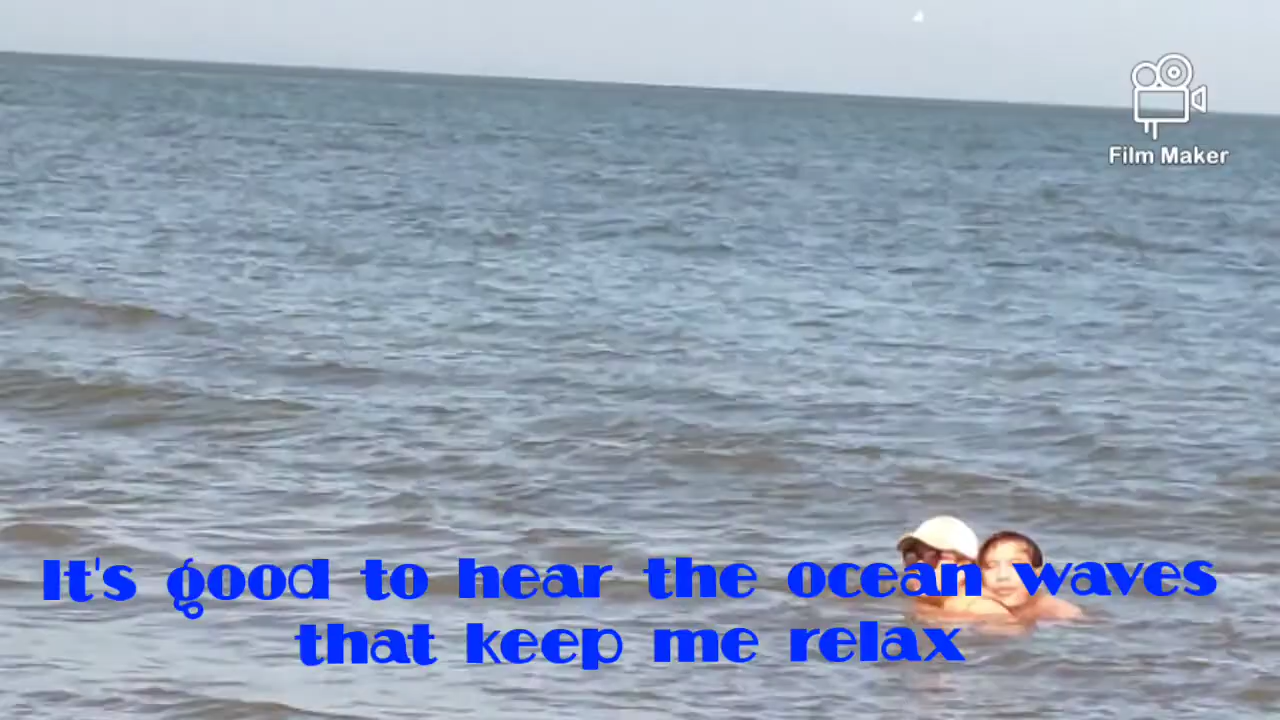 Film Maker
It's good to hear the ocean waves
that keep me relax